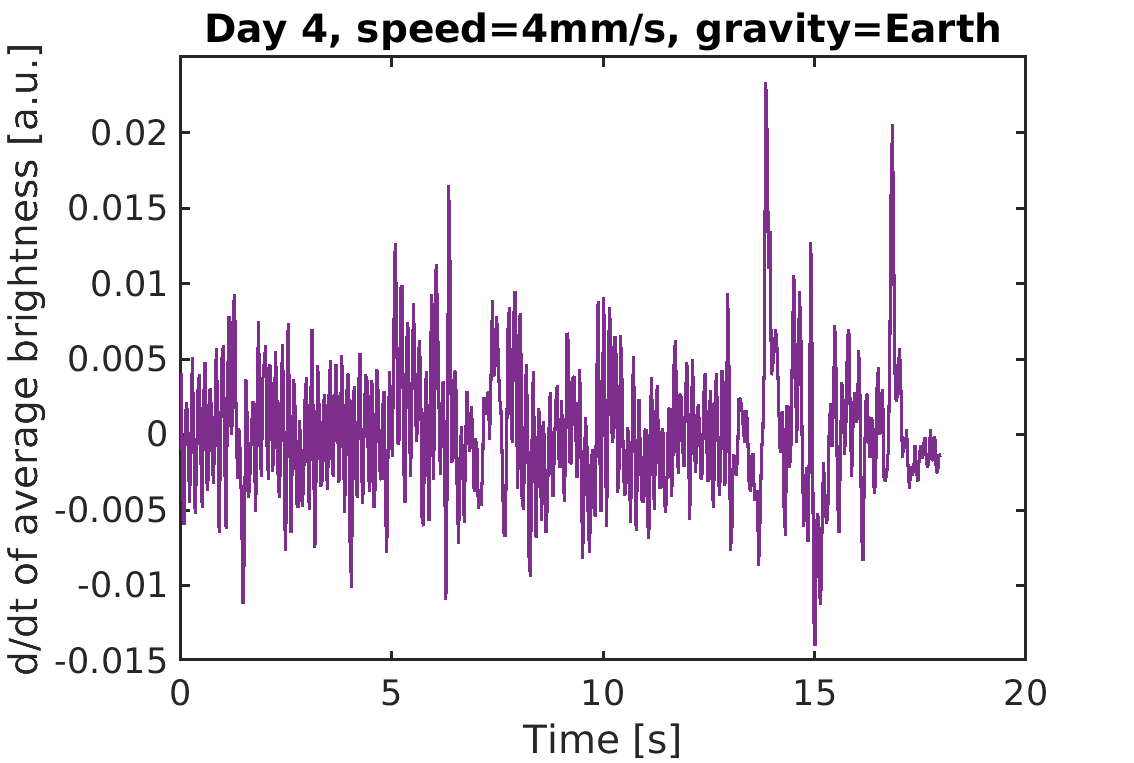 Day 4, speed=4mm/s, gravity=Earth
d/dt of average brightness [a.u.]
0.02
0.015
0.01
0.005
0
-0.005
-0.01
-0.015
0 5 10 15 20
Time [s]